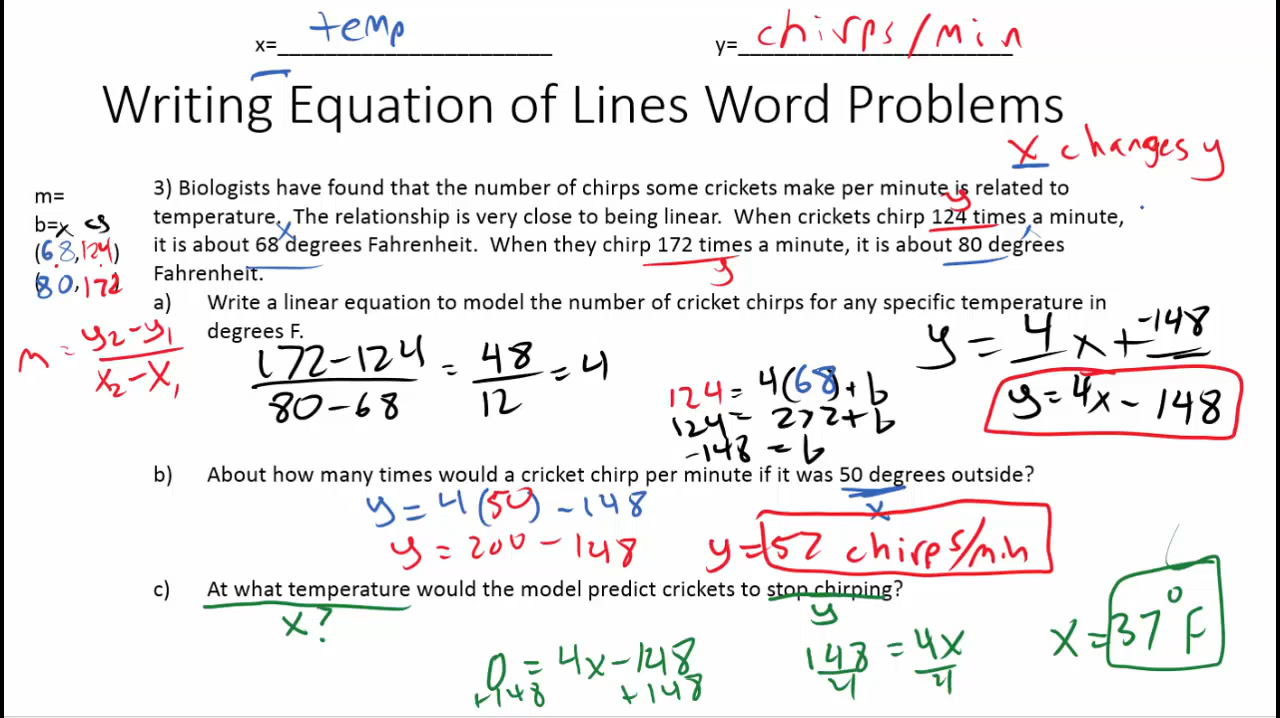 x= temp y= chirps/min
Writing Equation of Lines Word Problems
x changes y
m=
b= x y
(68,124)
(80,172)
m = y2-y1 / x2-x1
3) Biologists have found that the number of chirps some crickets make per minute is related to
temperature. The relationship is very close to being linear. When crickets chirp 124 times a minute,
it is about 68 degrees Fahrenheit. When they chirp 172 times a minute, it is about 80 degrees
Fahrenheit.
y
x
x
y
a) Write a linear equation to model the number of cricket chirps for any specific temperature in
degrees F.
172-124 / 80-68 = 48/12 = 4
124 = 4(68)+b
124 = 272+b
-148 = b
y = 4x+-148
y=4x-148
b) About how many times would a cricket chirp per minute if it was 50 degrees outside?
x
y=4(50)-148
y=200-148 y=52 chirps/min
c) At what temperature would the model predict crickets to stop chirping?
x? y
0 = 4x-148
+148 +148
148/4 = 4x/4
x=37°F